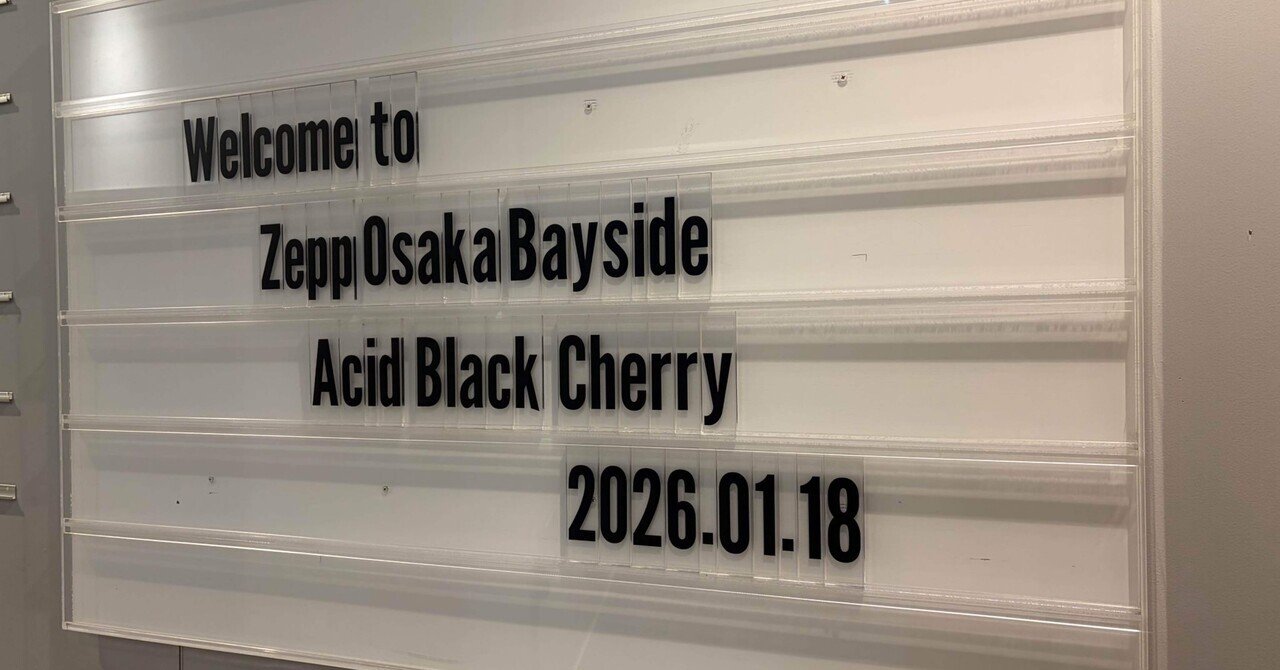 Welcome to
Zepp Osaka Bayside
Acid Black Cherry
2026.01.18